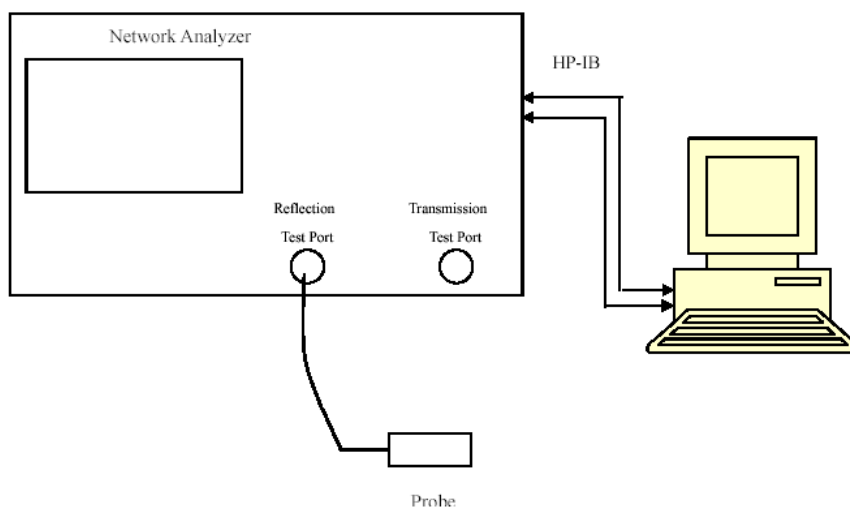 Network Analyzer
HP-IB
Reflection
Test Port
Transmission
Test Port
Probe